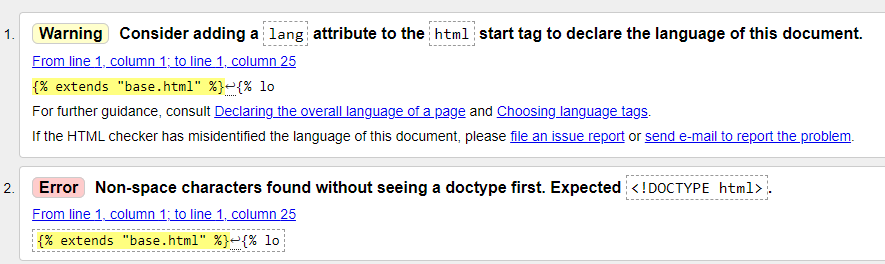 1. Warning Consider adding a lang attribute to the html start tag to declare the language of this document.
From line 1, column 1; to line 1, column 25
{% extends "base.html" %}↩{% lo
For further guidance, consult Declaring the overall language of a page and Choosing language tags.
If the HTML checker has misidentified the language of this document, please file an issue report or send e-mail to report the problem.
2. Error Non-space characters found without seeing a doctype first. Expected <!DOCTYPE html>.
From line 1, column 1; to line 1, column 25
{% extends "base.html" %}↩{% lo